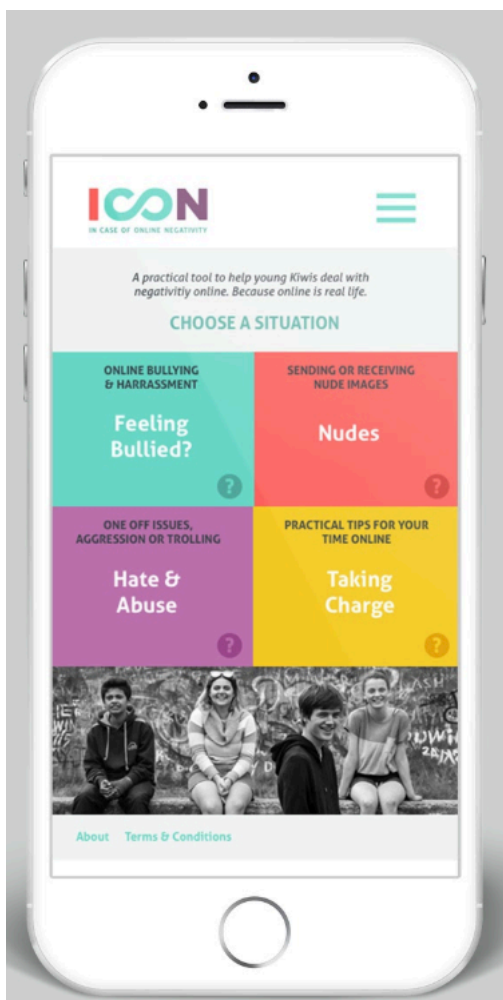 ICON
IN CASE OF ONLINE NEGATIVITY
A practical tool to help young Kiwis deal with
negativitiy online. Because online is real life.
CHOOSE A SITUATION
ONLINE BULLYING
& HARRASSMENT
Feeling
Bullied?
?
SENDING OR RECEIVING
NUDE IMAGES
Nudes
?
ONE OFF ISSUES,
AGGRESSION OR TROLLING
Hate &
Abuse
?
PRACTICAL TIPS FOR YOUR
TIME ONLINE
Taking
Charge
?
About Terms & Conditions